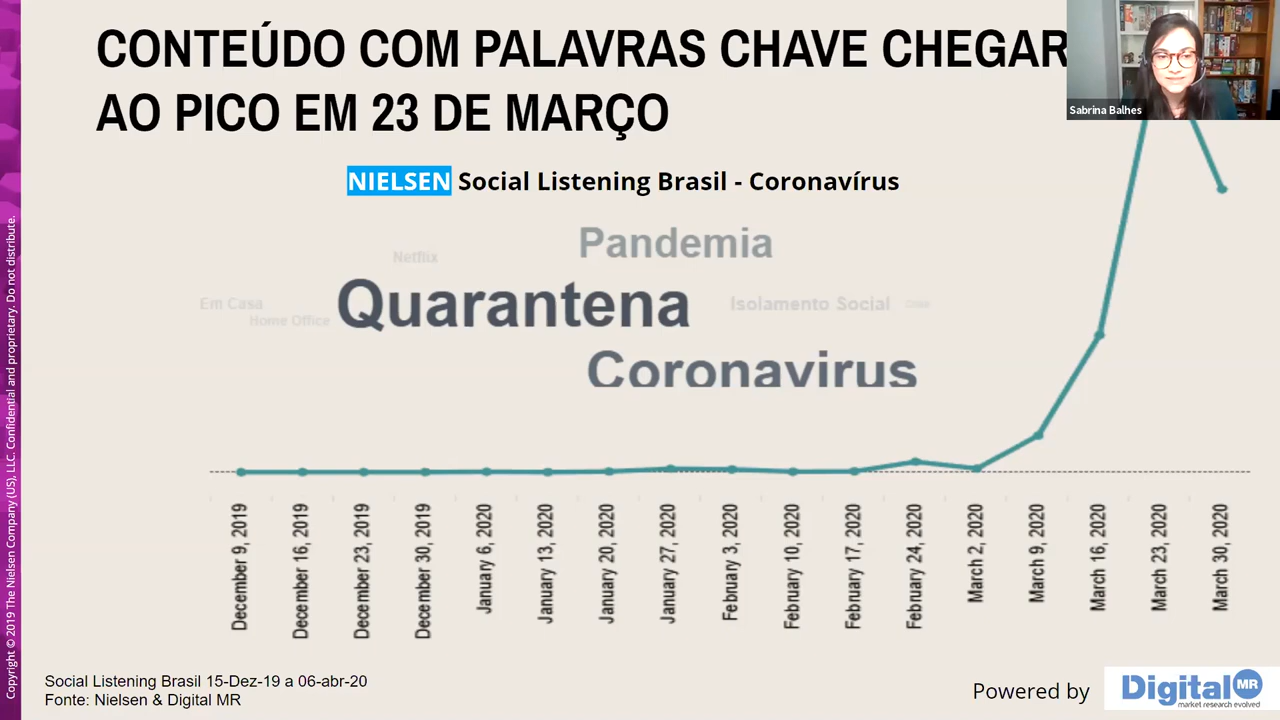 CONTEÚDO COM PALAVRAS CHAVE CHEGAR
AO PICO EM 23 DE MARÇO
Sabrina Balhes
NIELSEN Social Listening Brasil - Coronavírus
Pandemia
Netflix
Quarantena
Em Casa
Isolamento Social
Home Office
Coronavirus
December 9, 2019
December 16, 2019
December 23, 2019
December 30, 2019
January 6, 2020
January 13, 2020
January 20, 2020
January 27, 2020
February 3, 2020
February 10, 2020
February 17, 2020
February 24, 2020
March 2, 2020
March 9, 2020
March 16, 2020
March 23, 2020
March 30, 2020
Social Listening Brasil 15-Dez-19 a 06-abr-20
Fonte: Nielsen & Digital MR
Powered by
Digital MR
market research evolved
Copyright © 2019 The Nielsen Company (US), LLC. Confidential and proprietary. Do not distribute.